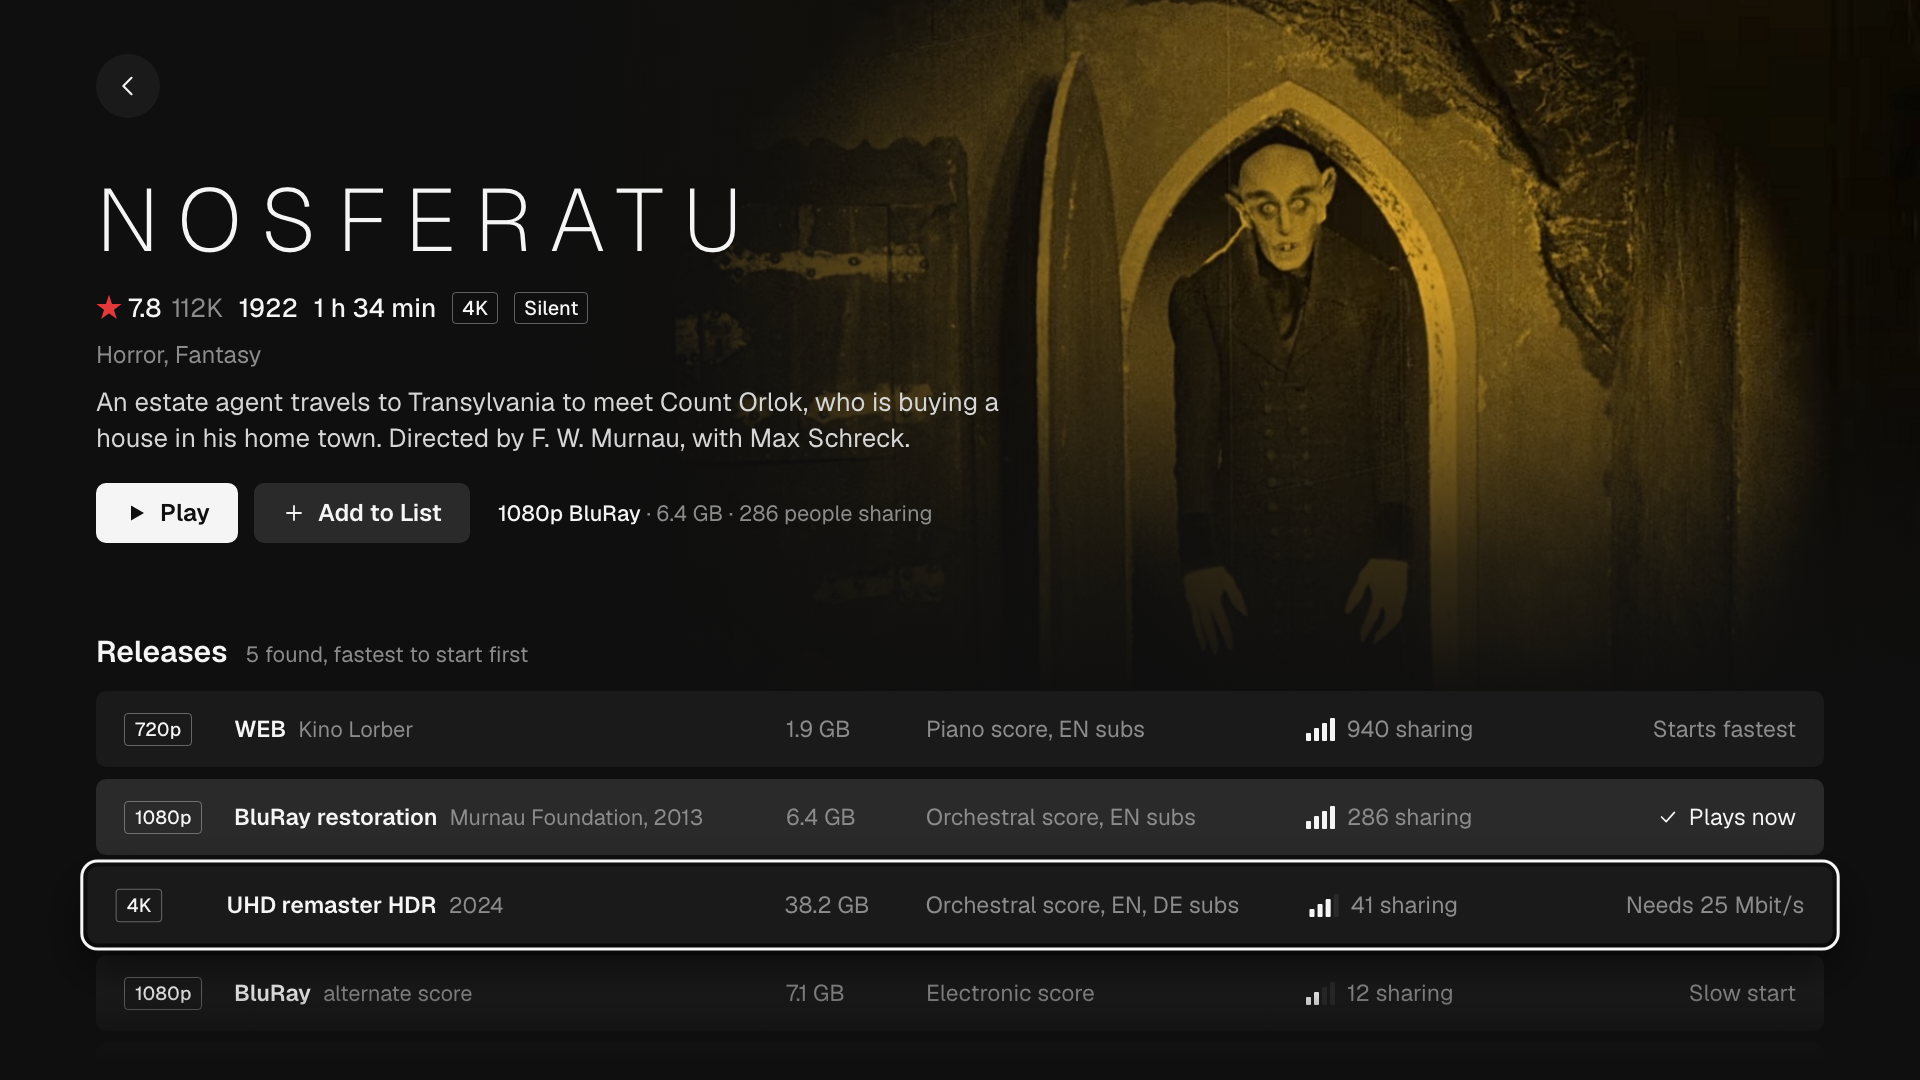 NOSFERATU
7.8 112K 1922 1 h 34 min 4K Silent
Horror, Fantasy
An estate agent travels to Transylvania to meet Count Orlok, who is buying a
house in his home town. Directed by F. W. Murnau, with Max Schreck.
Play Add to List 1080p BluRay · 6.4 GB · 286 people sharing
Releases 5 found, fastest to start first
720p WEB Kino Lorber 1.9 GB Piano score, EN subs 940 sharing Starts fastest
1080p BluRay restoration Murnau Foundation, 2013 6.4 GB Orchestral score, EN subs 286 sharing Plays now
4K UHD remaster HDR 2024 38.2 GB Orchestral score, EN, DE subs 41 sharing Needs 25 Mbit/s
1080p BluRay alternate score 7.1 GB Electronic score 12 sharing Slow start